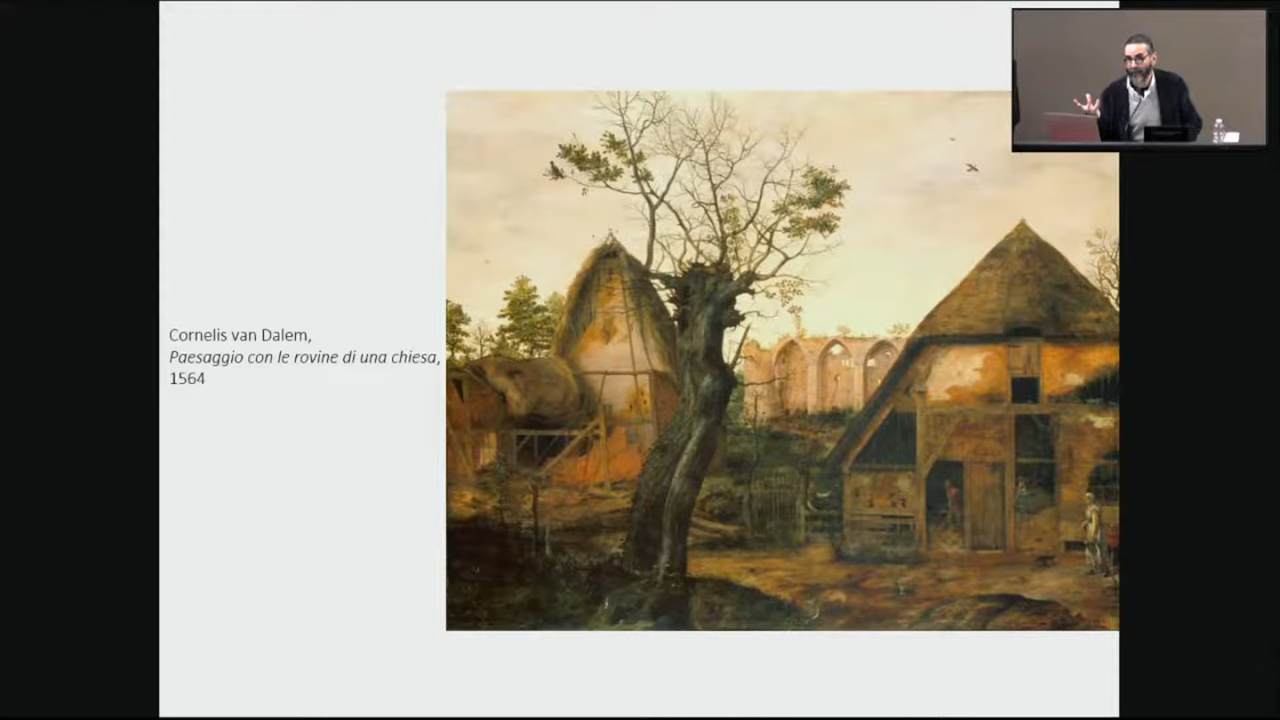 Cornelis van Dalem,
Paesaggio con le rovine di una chiesa,
1564